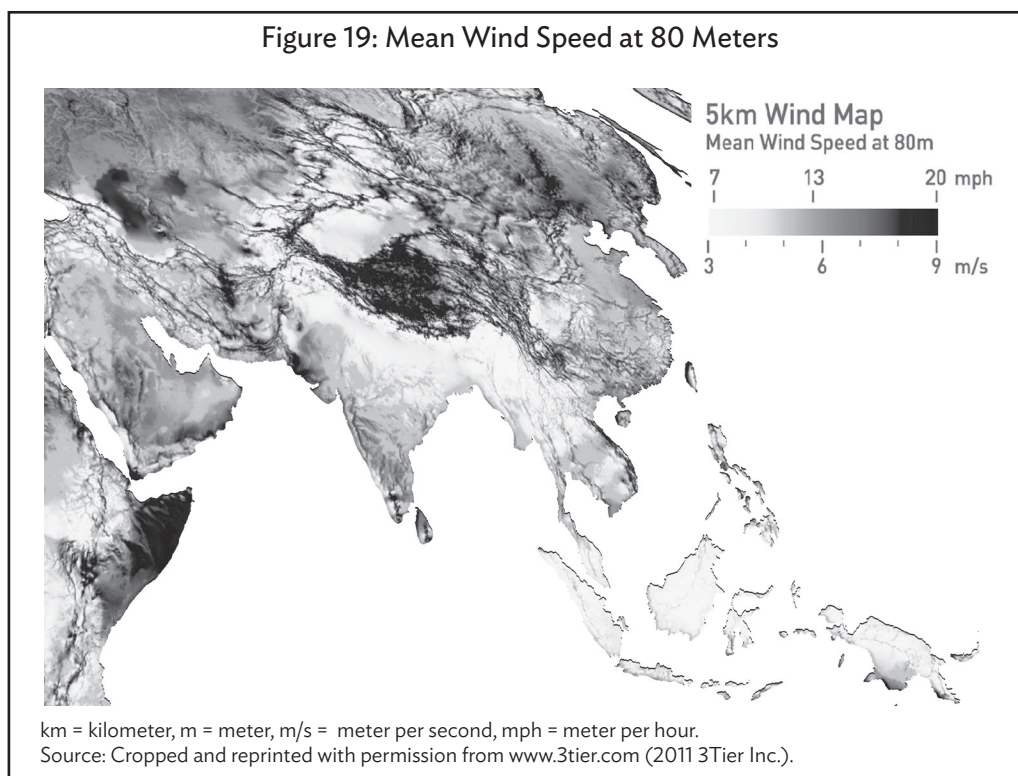 Figure 19: Mean Wind Speed at 80 Meters
5km Wind Map
Mean Wind Speed at 80m
7 13 20 mph
3 6 9 m/s
km = kilometer, m = meter, m/s = meter per second, mph = meter per hour.
Source: Cropped and reprinted with permission from www.3tier.com (2011 3Tier Inc.).